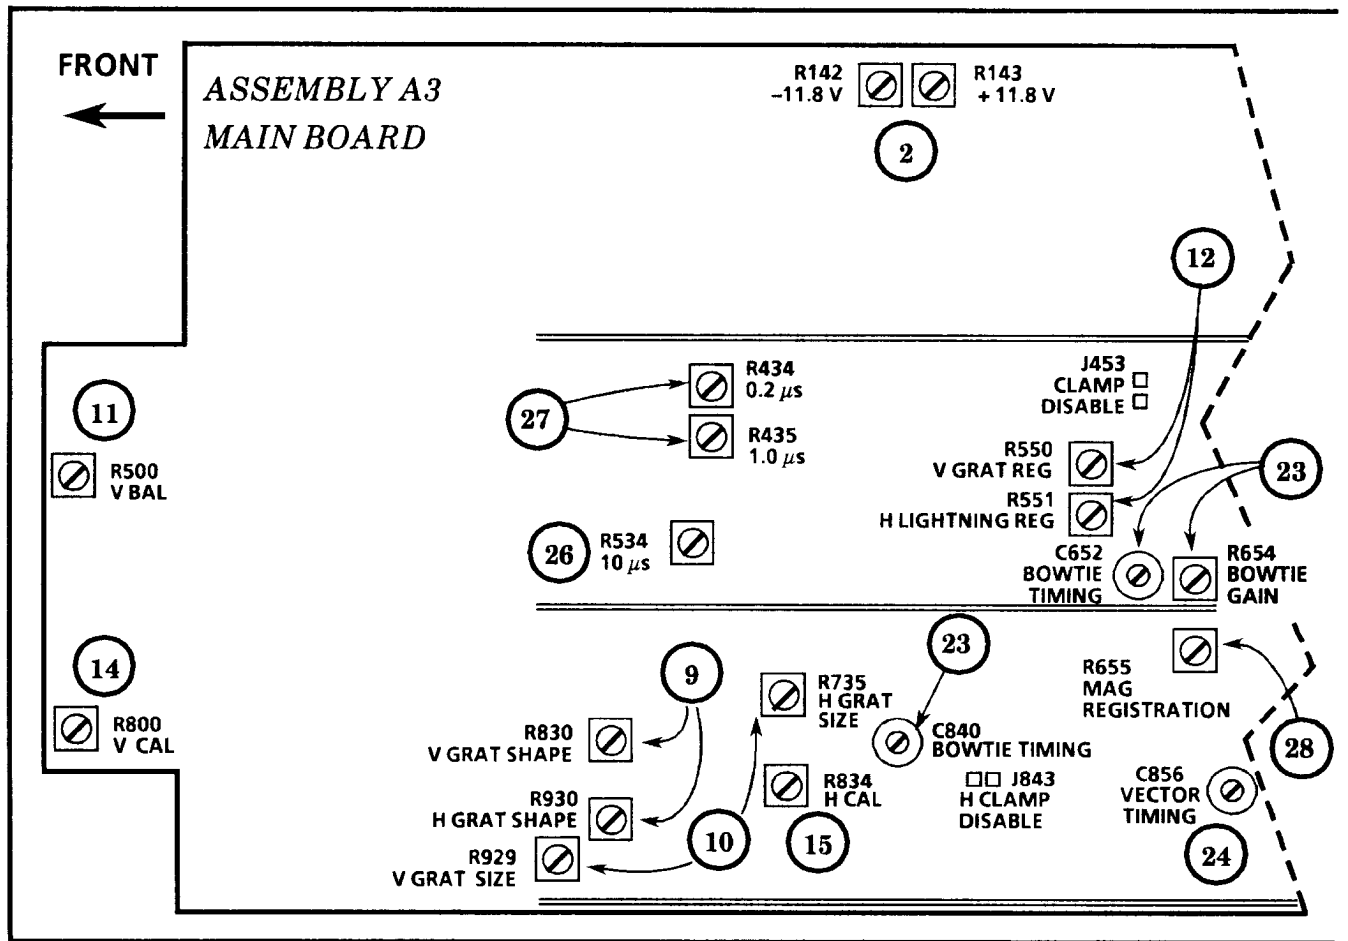 FRONT
ASSEMBLY A3
MAIN BOARD
R142
–11.8 V
R143
+ 11.8 V
2
12
J453
CLAMP
DISABLE
11
R500
V BAL
27
R434
0.2 µs
R435
1.0 µs
R550
V GRAT REG
R551
H LIGHTNING REG
23
26
R534
10 µs
C652
BOWTIE
TIMING
R654
BOWTIE
GAIN
14
R800
V CAL
9
23
R735
H GRAT
SIZE
R655
MAG
REGISTRATION
R830
V GRAT SHAPE
C840
BOWTIE TIMING
28
R930
H GRAT SHAPE
R834
H CAL
J843
H CLAMP
DISABLE
C856
VECTOR
TIMING
R929
V GRAT SIZE
10
15
24